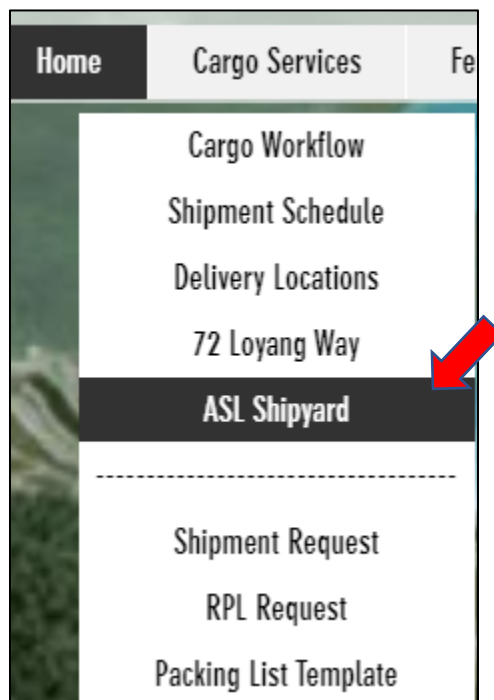 Home Cargo Services Fe
Cargo Workflow
Shipment Schedule
Delivery Locations
72 Loyang Way
ASL Shipyard
------------------------------------
Shipment Request
RPL Request
Packing List Template